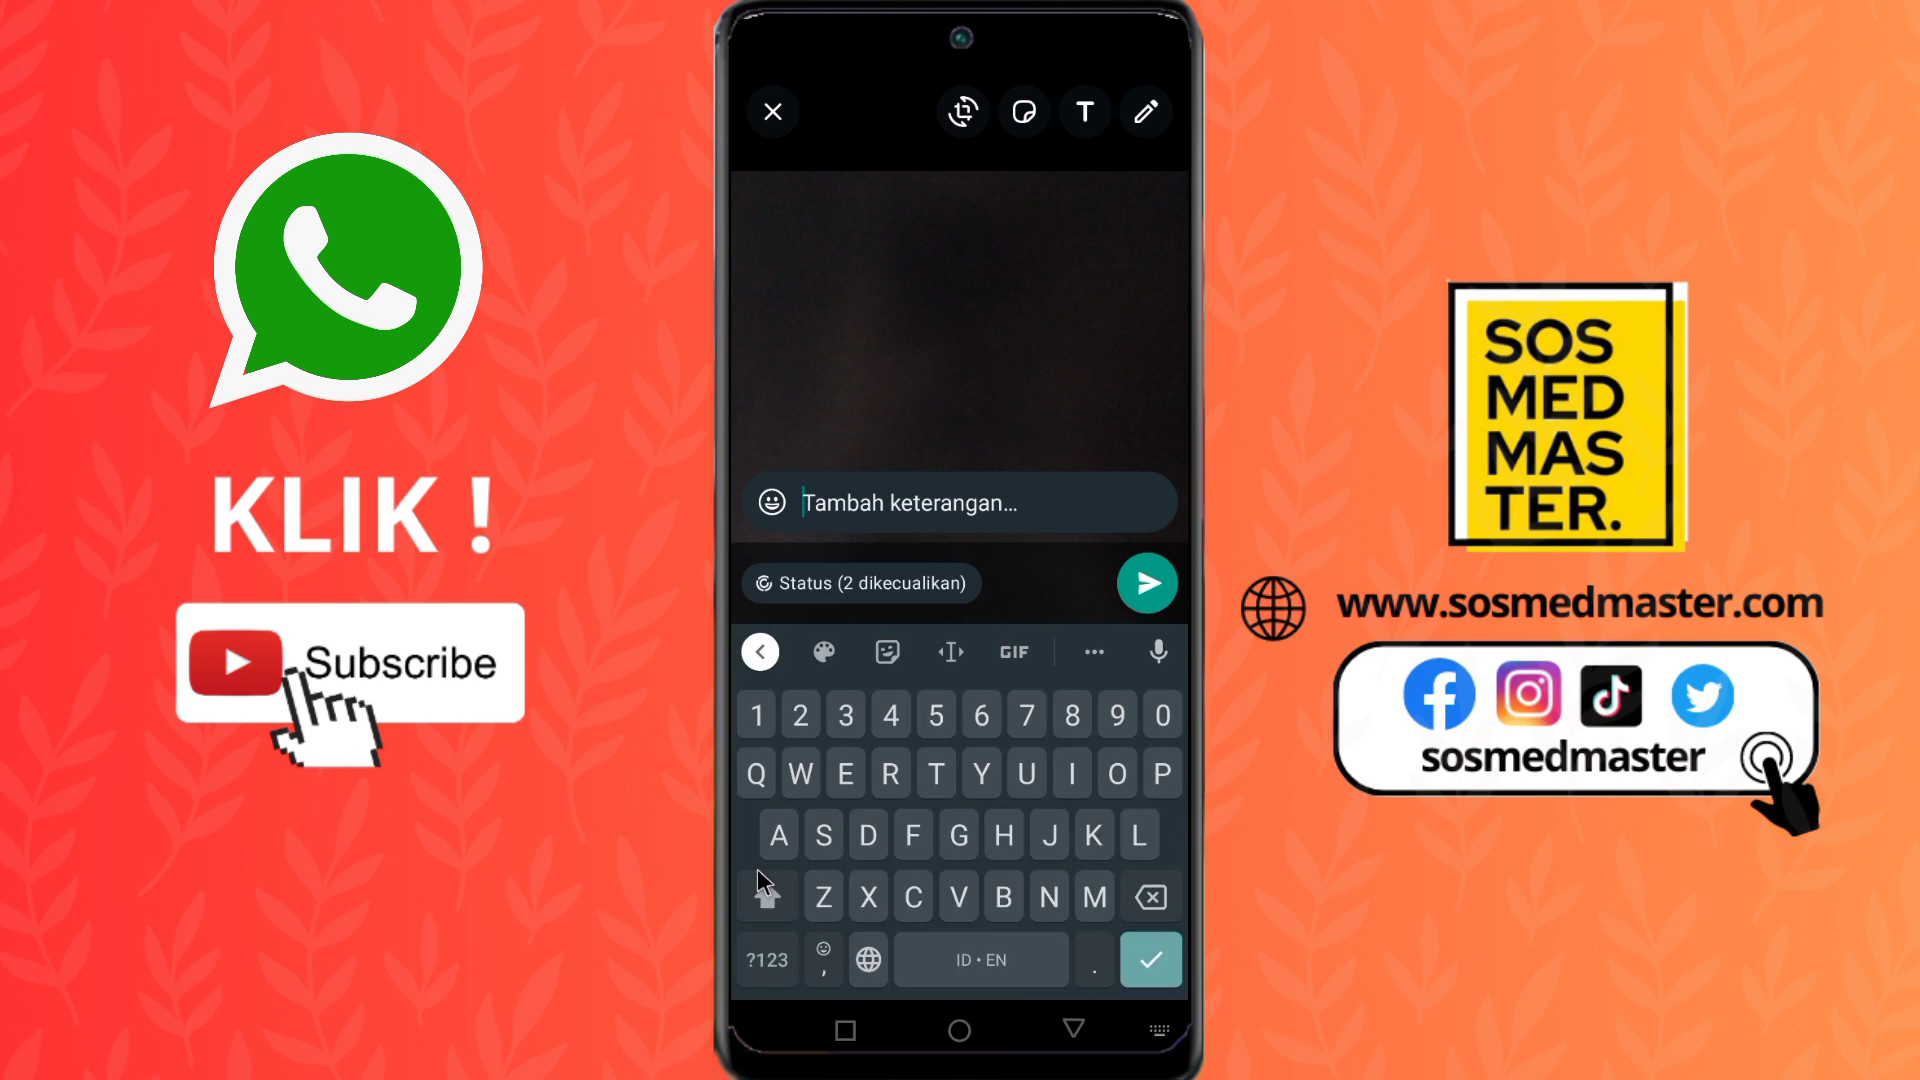 KLIK !
Subscribe
T
Tambah keterangan...
Status (2 dikecualikan)
GIF
1 2 3 4 5 6 7 8 9 0
Q W E R T Y U I O P
A S D F G H J K L
Z X C V B N M
?123 , ID • EN .
SOS
MED
MAS
TER.
www.sosmedmaster.com
sosmedmaster